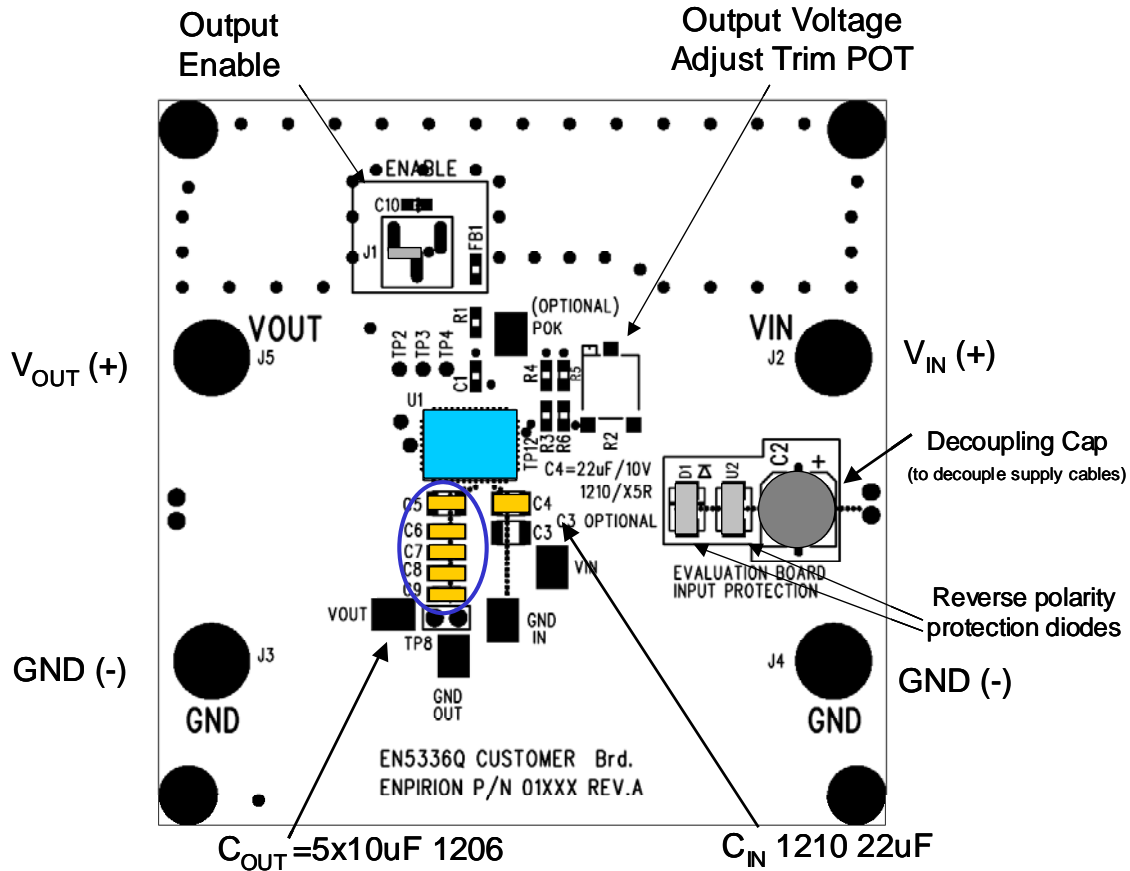 Output
Enable
Output Voltage
Adjust Trim POT
ENABLE
C10
J1
FB1
(OPTIONAL)
POK
R1
VOUT
J5
TP2
TP3
TP4
C1
VIN
J2
V_OUT (+)
V_IN (+)
R4
R5
U1
TP12
R3
R6
R2
C4=22uF/10V
1210/X5R
C3 OPTIONAL
D1
U2
C2
+
Decoupling Cap
(to decouple supply cables)
C5
C4
C6
C3
C7
C8
C9
VIN
EVALUATION BOARD
INPUT PROTECTION
VOUT
TP8
GND
IN
GND
OUT
Reverse polarity
protection diodes
GND (-)
J3
GND
J4
GND
GND (-)
EN5336Q CUSTOMER Brd.
ENPIRION P/N 01XXX REV.A
C_OUT =5x10uF 1206
C_IN 1210 22uF